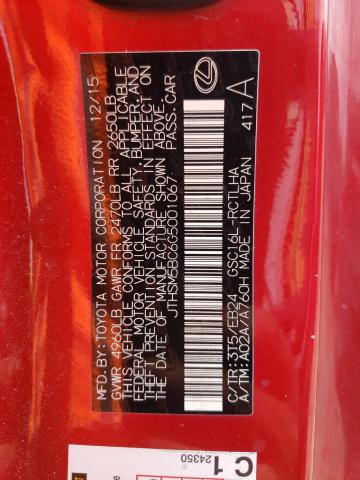 MFD.BY:TOYOTA MOTOR CORPORATION 12/15
GVWR 4960LB GAWR FR 2470LB RR 2650LB
THIS VEHICLE CONFORMS TO ALL APPLICABLE
FEDERAL MOTOR VEHICLE SAFETY, BUMPER, AND
THEFT PREVENTION STANDARDS IN EFFECT ON
THE DATE OF MANUFACTURE SHOWN ABOVE.
JTHSM5BC6G5001067 PASS.CAR
C/TR:3T5/EB24 GSC16L-RCTLHA 417 A
A/TM:A02A/A760H MADE IN JAPAN
C 1
24350